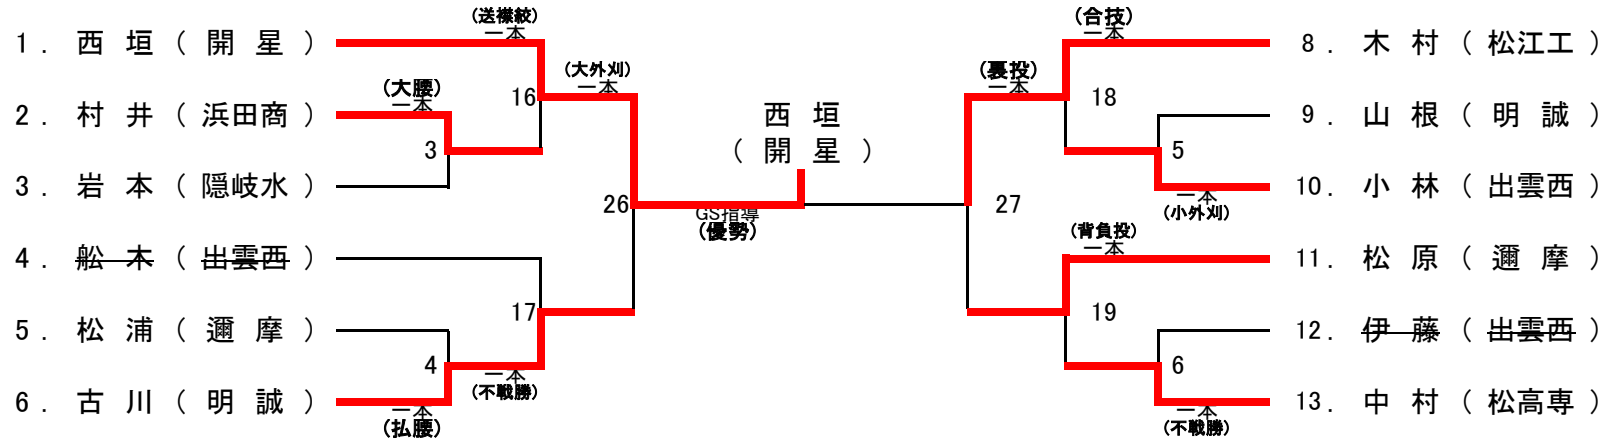 1. 西垣(開星)
2. 村井(浜田商)
3. 岩本(隠岐水)
4. 舩木(出雲西)
5. 松浦(邇摩)
6. 古川(明誠)
(大腰)
一本
3
4
一本
(払腰)
(送襟絞)
一本
16
17
一本
(不戦勝)
(大外刈)
一本
26
西垣
(開星)
GS指導
(優勢)
(裏投)
一本
27
(合技)
一本
18
5
一本
(小外刈)
(背負投)
一本
19
6
一本
(不戦勝)
8. 木村(松江工)
9. 山根(明誠)
10. 小林(出雲西)
11. 松原(邇摩)
12. 伊藤(出雲西)
13. 中村(松高専)